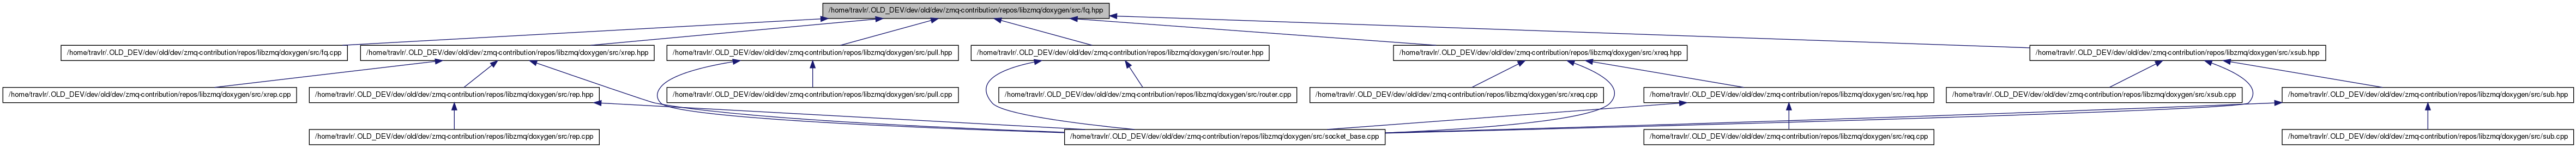 /home/travlr/.OLD_DEV/dev/old/dev/zmq-contribution/repos/libzmq/doxygen/src/fq.hpp
/home/travlr/.OLD_DEV/dev/old/dev/zmq-contribution/repos/libzmq/doxygen/src/fq.cpp
/home/travlr/.OLD_DEV/dev/old/dev/zmq-contribution/repos/libzmq/doxygen/src/xrep.hpp
/home/travlr/.OLD_DEV/dev/old/dev/zmq-contribution/repos/libzmq/doxygen/src/pull.hpp
/home/travlr/.OLD_DEV/dev/old/dev/zmq-contribution/repos/libzmq/doxygen/src/router.hpp
/home/travlr/.OLD_DEV/dev/old/dev/zmq-contribution/repos/libzmq/doxygen/src/xreq.hpp
/home/travlr/.OLD_DEV/dev/old/dev/zmq-contribution/repos/libzmq/doxygen/src/xsub.hpp
/home/travlr/.OLD_DEV/dev/old/dev/zmq-contribution/repos/libzmq/doxygen/src/xrep.cpp
/home/travlr/.OLD_DEV/dev/old/dev/zmq-contribution/repos/libzmq/doxygen/src/rep.hpp
/home/travlr/.OLD_DEV/dev/old/dev/zmq-contribution/repos/libzmq/doxygen/src/pull.cpp
/home/travlr/.OLD_DEV/dev/old/dev/zmq-contribution/repos/libzmq/doxygen/src/router.cpp
/home/travlr/.OLD_DEV/dev/old/dev/zmq-contribution/repos/libzmq/doxygen/src/xreq.cpp
/home/travlr/.OLD_DEV/dev/old/dev/zmq-contribution/repos/libzmq/doxygen/src/req.hpp
/home/travlr/.OLD_DEV/dev/old/dev/zmq-contribution/repos/libzmq/doxygen/src/xsub.cpp
/home/travlr/.OLD_DEV/dev/old/dev/zmq-contribution/repos/libzmq/doxygen/src/sub.hpp
/home/travlr/.OLD_DEV/dev/old/dev/zmq-contribution/repos/libzmq/doxygen/src/rep.cpp
/home/travlr/.OLD_DEV/dev/old/dev/zmq-contribution/repos/libzmq/doxygen/src/socket_base.cpp
/home/travlr/.OLD_DEV/dev/old/dev/zmq-contribution/repos/libzmq/doxygen/src/req.cpp
/home/travlr/.OLD_DEV/dev/old/dev/zmq-contribution/repos/libzmq/doxygen/src/sub.cpp